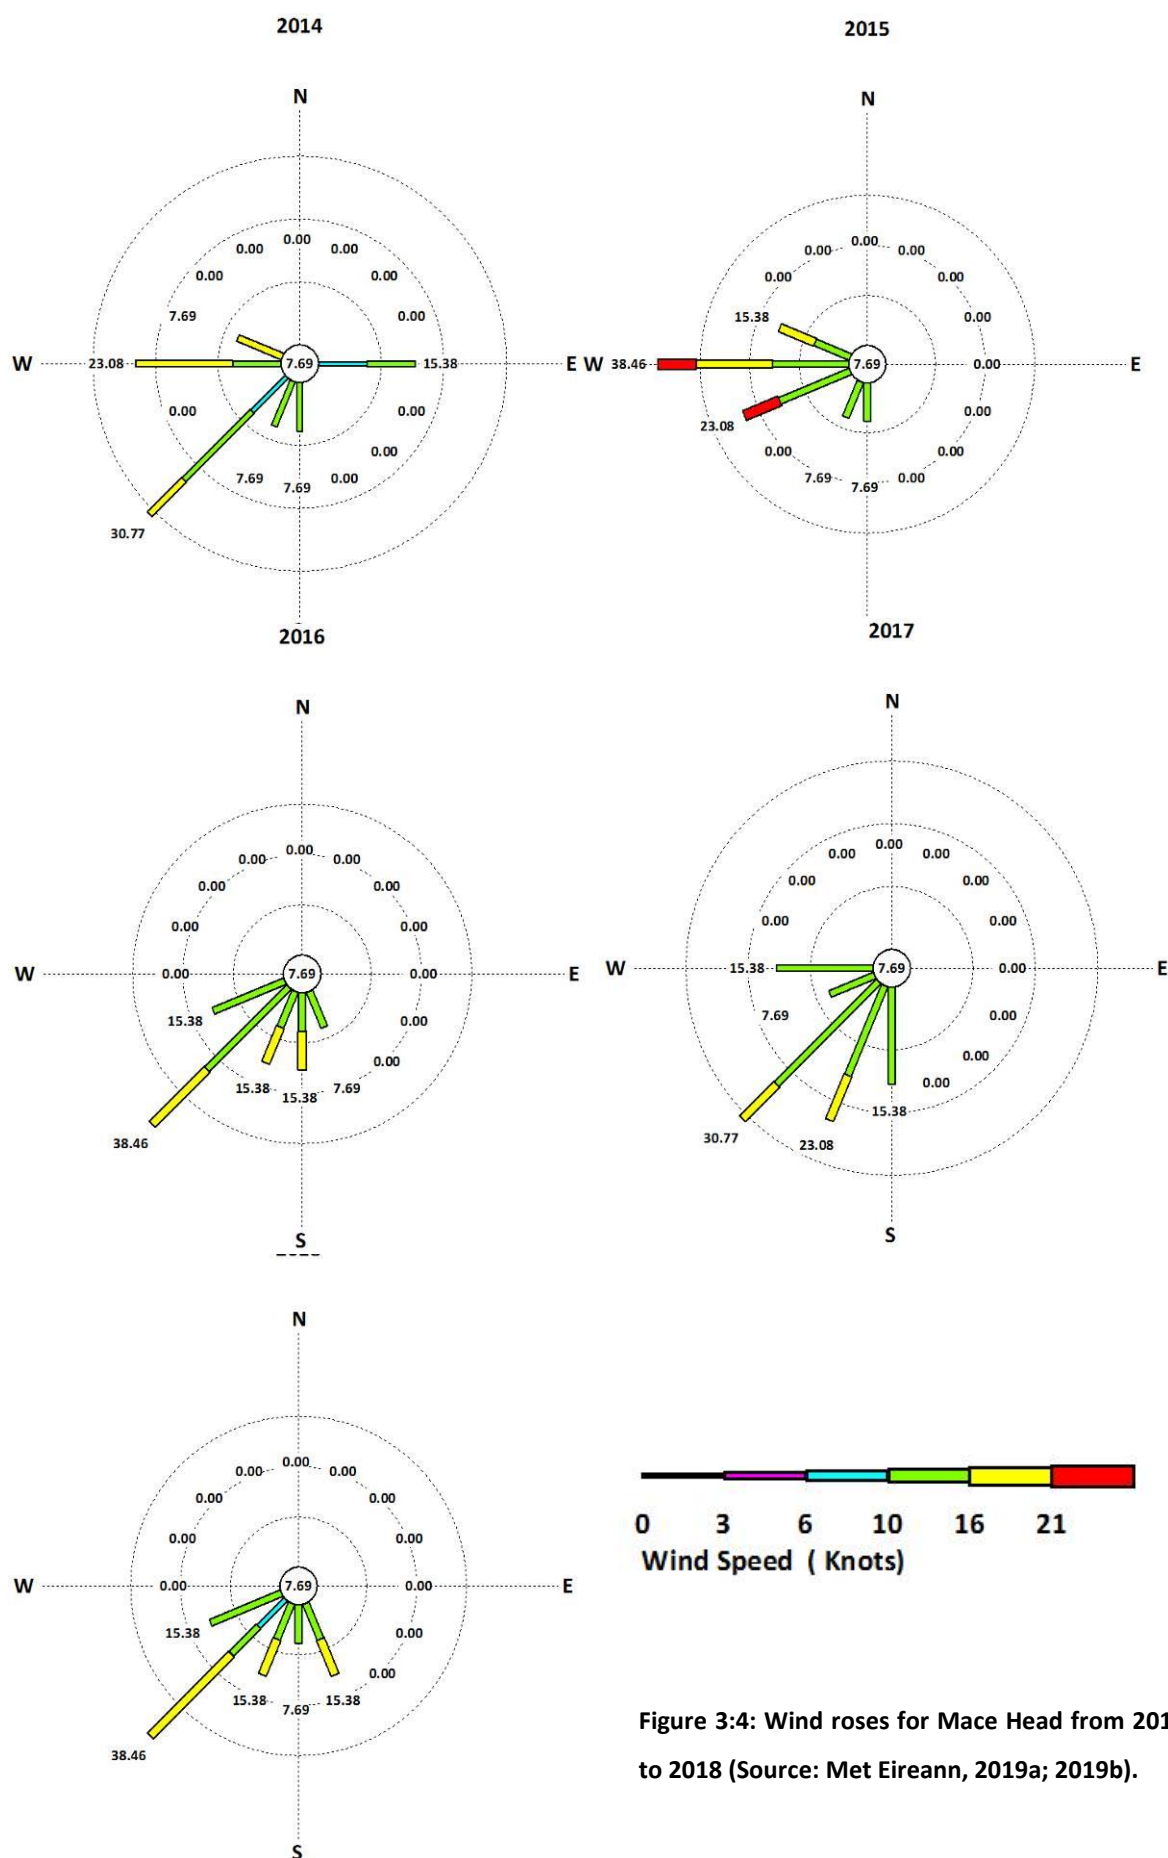 2014
2015
N
N
0.00 0.00 0.00
0.00 0.00 0.00
0.00 0.00
0.00 0.00
7.69 0.00
15.38 0.00
W 23.08 7.69 15.38 E
W 38.46 7.69 0.00 E
0.00 0.00
23.08 0.00
0.00
0.00 0.00
7.69 7.69 0.00
7.69 7.69 0.00
30.77
2016
2017
N
N
0.00 0.00 0.00
0.00 0.00 0.00
0.00 0.00
0.00 0.00
0.00 0.00
0.00 0.00
W 0.00 7.69 0.00 E
W 15.38 7.69 0.00 E
15.38 0.00
7.69 0.00
0.00
0.00
15.38 15.38 7.69
0.00
38.46
30.77 23.08 15.38
S
S
N
0.00 0.00 0.00
0.00 0.00
0.00 0.00
W 0.00 7.69 0.00 E
15.38 0.00
0.00
15.38 7.69 15.38
38.46
S
0 3 6 10 16 21
Wind Speed ( Knots)
Figure 3:4: Wind roses for Mace Head from 201
to 2018 (Source: Met Eireann, 2019a; 2019b).